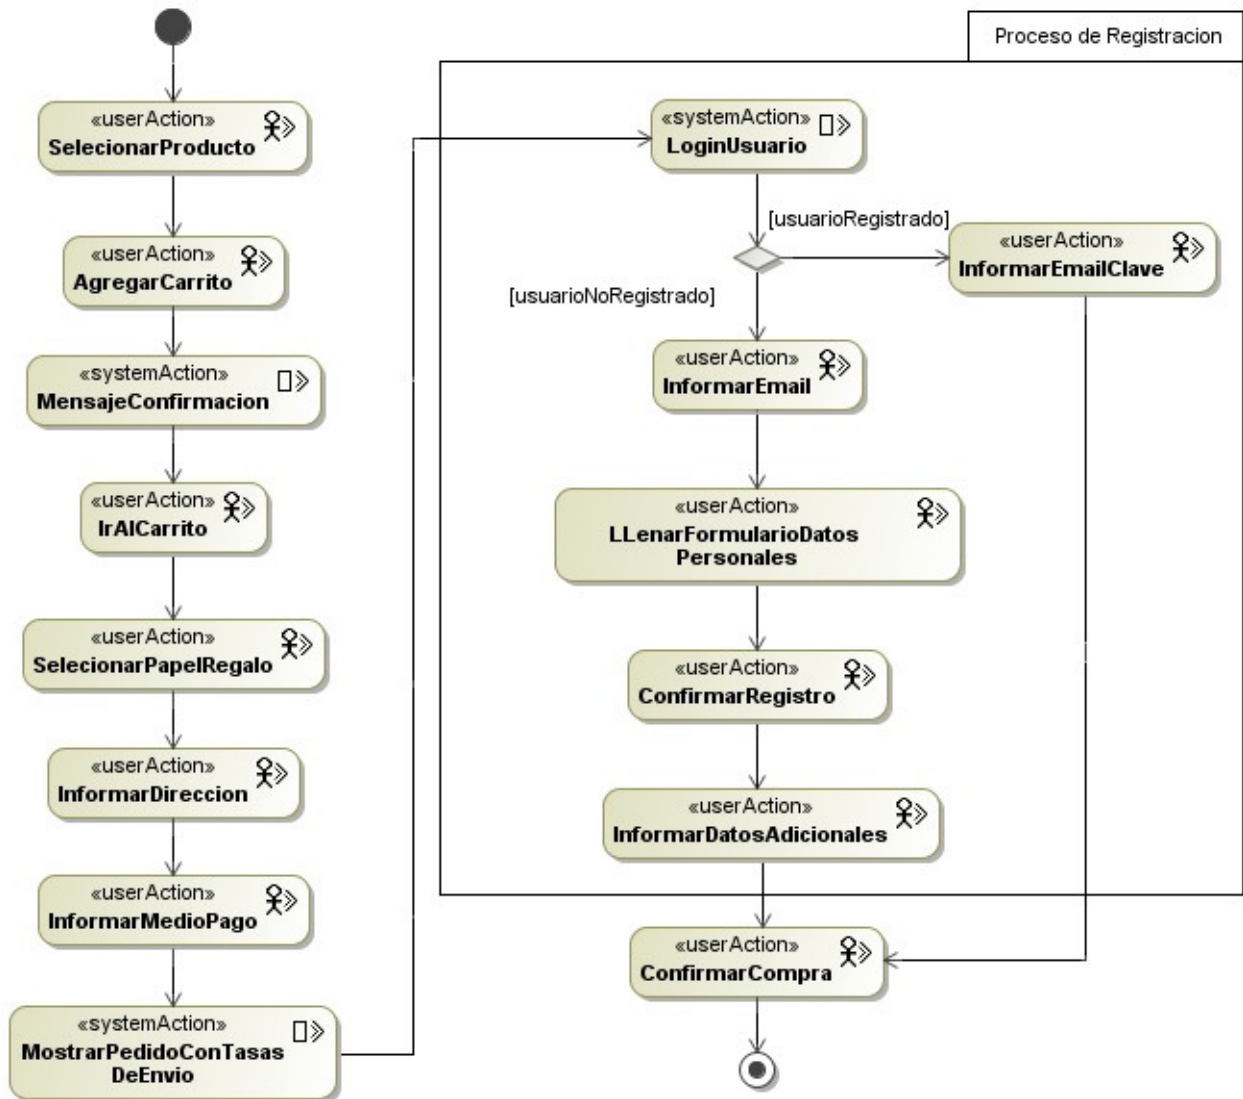 «userAction»
SelecionarProducto
«userAction»
AgregarCarrito
«systemAction»
MensajeConfirmacion
«userAction»
IrAlCarrito
«userAction»
SelecionarPapelRegalo
«userAction»
InformarDireccion
«userAction»
InformarMedioPago
«systemAction»
MostrarPedidoConTasas
DeEnvio
Proceso de Registracion
«systemAction»
LoginUsuario
[usuarioRegistrado]
«userAction»
InformarEmailClave
[usuarioNoRegistrado]
«userAction»
InformarEmail
«userAction»
LLenarFormularioDatos
Personales
«userAction»
ConfirmarRegistro
«userAction»
InformarDatosAdicionales
«userAction»
ConfirmarCompra